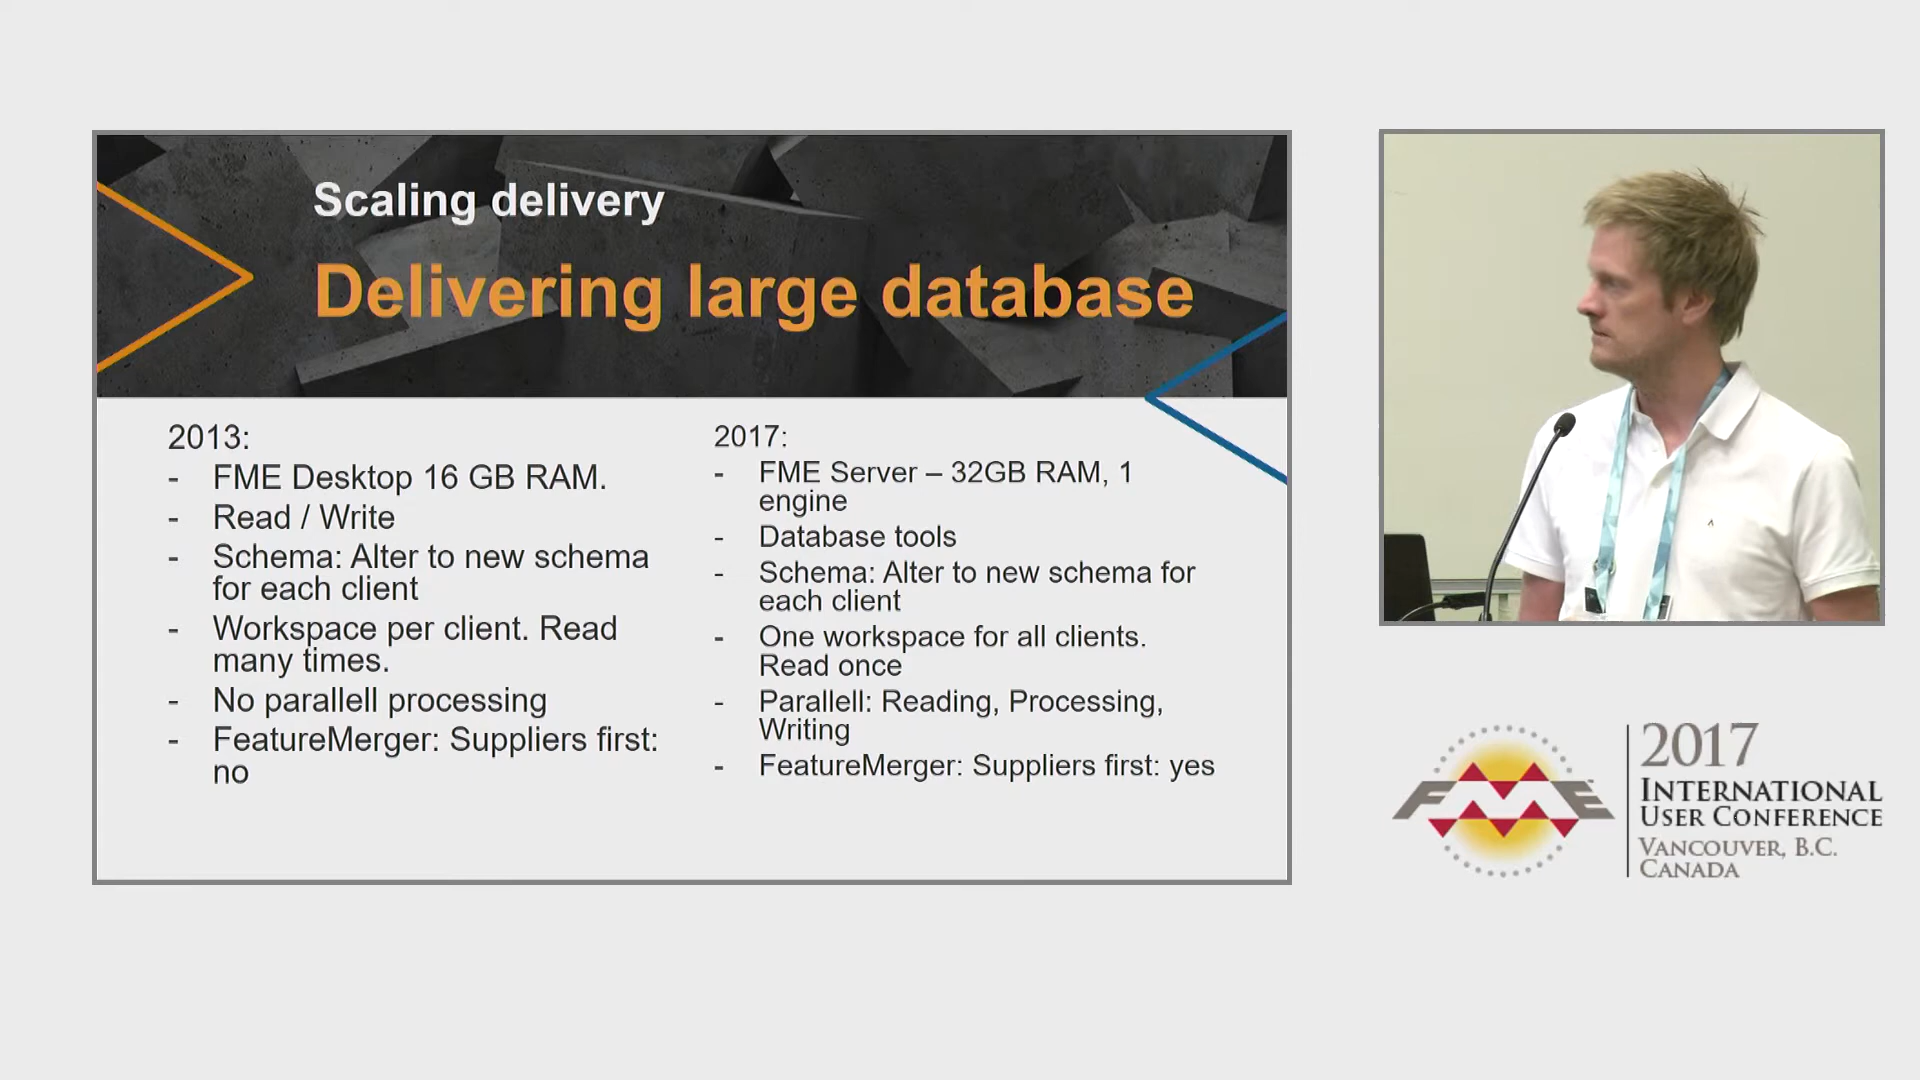 Scaling delivery
Delivering large database
2013:
- FME Desktop 16 GB RAM.
- Read / Write
- Schema: Alter to new schema
for each client
- Workspace per client. Read
many times.
- No parallell processing
- FeatureMerger: Suppliers first:
no
2017:
- FME Server – 32GB RAM, 1
engine
- Database tools
- Schema: Alter to new schema for
each client
- One workspace for all clients.
Read once
- Parallell: Reading, Processing,
Writing
- FeatureMerger: Suppliers first: yes
FME
2017
INTERNATIONAL
USER CONFERENCE
VANCOUVER, B.C.
CANADA